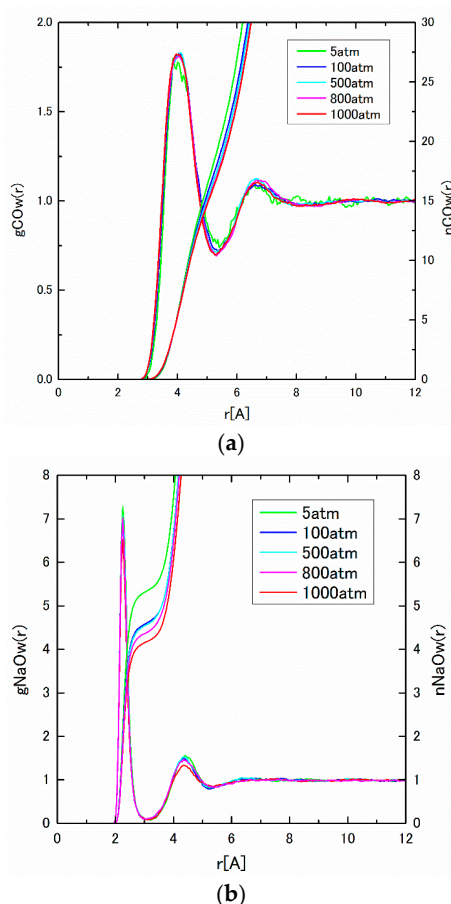 2.0
30
5atm
100atm
500atm
800atm
1000atm
1.5
25
20
gCOw(r)
1.0
15
nCOw(r)
10
0.5
5
0.0
0
0 2 4 6 8 10 12
r[A]
(a)
8
8
5atm
100atm
500atm
800atm
1000atm
7
7
6
6
5
5
gNaOw(r)
4
4
nNaOw(r)
3
3
2
2
1
1
0
0
0 2 4 6 8 10 12
r[A]
(b)